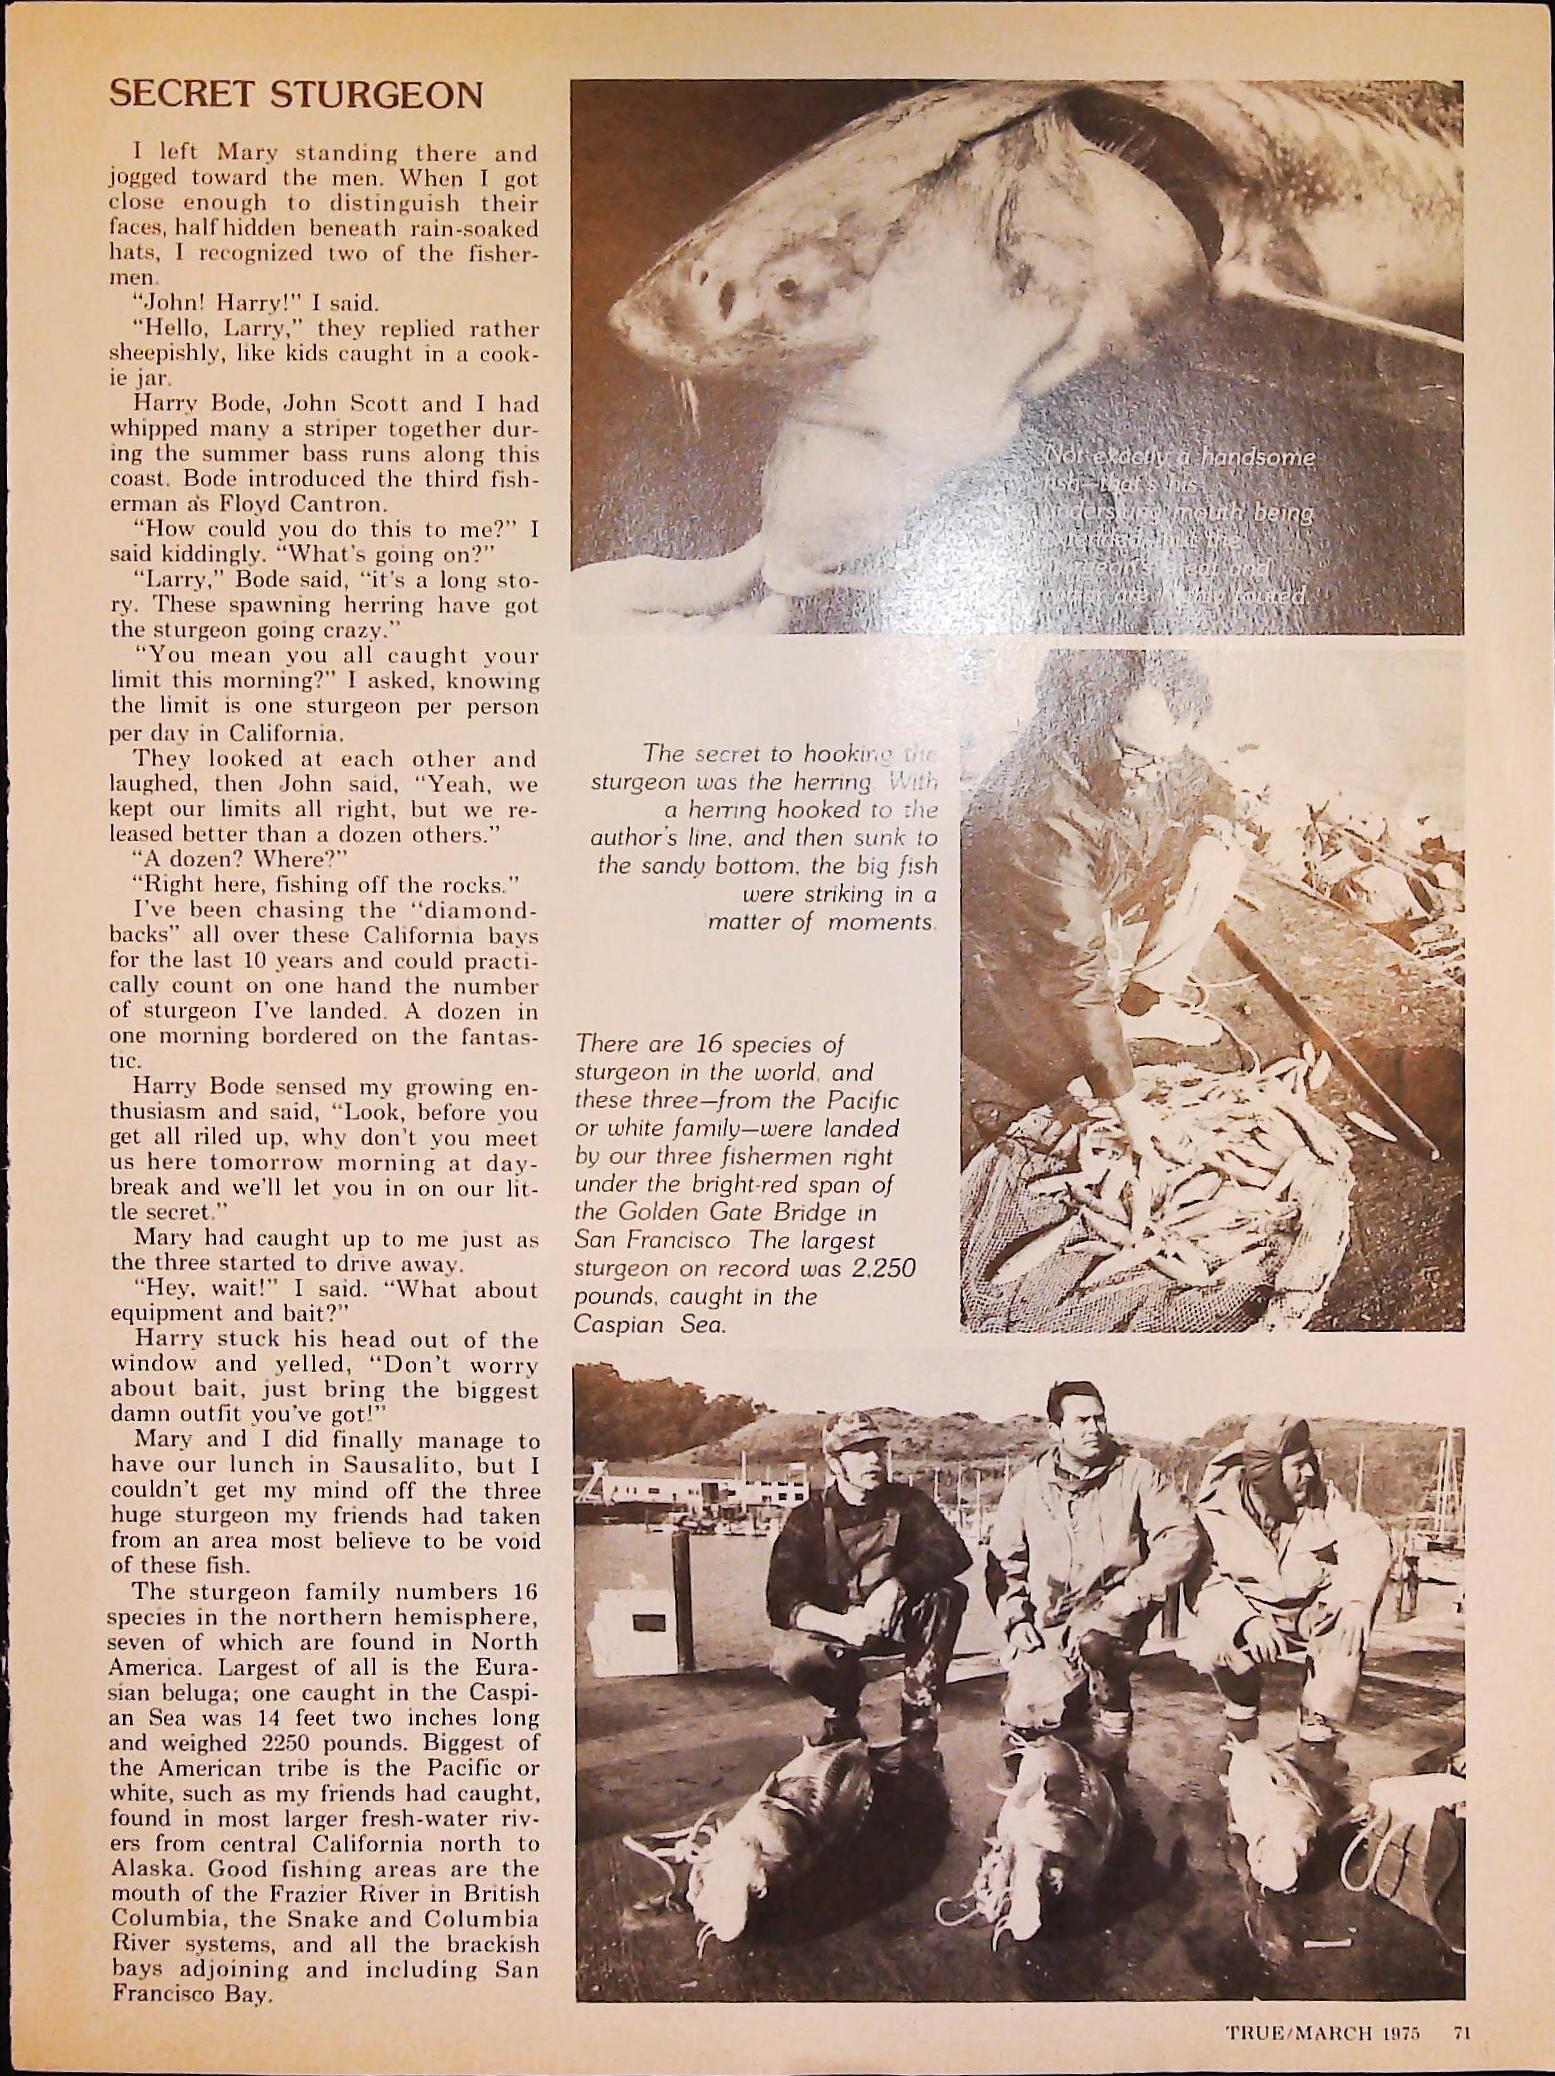 SECRET STURGEON
I left Mary standing there and
jogged toward the men. When I got
close enough to distinguish their
faces, half hidden beneath rain-soaked
hats, I recognized two of the fisher-
men.
“John! Harry!” I said.
“Hello, Larry,” they replied rather
sheepishly, like kids caught in a cook-
ie jar.
Harry Bode, John Scott and I had
whipped many a striper together dur-
ing the summer bass runs along this
coast. Bode introduced the third fish-
erman as Floyd Cantron.
“How could you do this to me?” I
said kiddingly. “What's going on?”
“Larry,” Bode said, “it's a long sto-
ry. These spawning herring have got
the sturgeon going crazy.”
“You mean you all caught your
limit this morning?” I asked, knowing
the limit is one sturgeon per person
per day in California.
They looked at each other and
laughed, then John said, “Yeah, we
kept our limits all right, but we re-
leased better than a dozen others.”
“A dozen? Where?”
“Right here, fishing off the rocks.”
I've been chasing the “diamond-
backs” all over these California bays
for the last 10 years and could practi-
cally count on one hand the number
of sturgeon I've landed. A dozen in
one morning bordered on the fantas-
tic.
Harry Bode sensed my growing en-
thusiasm and said, “Look, before you
get all riled up, why don't you meet
us here tomorrow morning at day-
break and we'll let you in on our lit-
tle secret.”
Mary had caught up to me just as
the three started to drive away.
“Hey, wait!” I said. “What about
equipment and bait?”
Harry stuck his head out of the
window and yelled, “Don't worry
about bait, just bring the biggest
damn outfit you've got!”
Mary and I did finally manage to
have our lunch in Sausalito, but I
couldn't get my mind off the three
huge sturgeon my friends had taken
from an area most believe to be void
of these fish.
The sturgeon family numbers 16
species in the northern hemisphere,
seven of which are found in North
America. Largest of all is the Eura-
sian beluga; one caught in the Caspi-
an Sea was 14 feet two inches long
and weighed 2250 pounds. Biggest of
the American tribe is the Pacific or
white, such as my friends had caught,
found in most larger fresh-water riv-
ers from central California north to
Alaska. Good fishing areas are the
mouth of the Frazier River in British
Columbia, the Snake and Columbia
River systems, and all the brackish
bays adjoining and including San
Francisco Bay.
Not exactly a handsome
fish—that's his
underslung mouth being
extended, but the
meat and
are highly touted.
The secret to hooking the
sturgeon was the herring. With
a herring hooked to the
author's line, and then sunk to
the sandy bottom, the big fish
were striking in a
matter of moments.
There are 16 species of
sturgeon in the world, and
these three—from the Pacific
or white family—were landed
by our three fishermen right
under the bright-red span of
the Golden Gate Bridge in
San Francisco. The largest
sturgeon on record was 2,250
pounds, caught in the
Caspian Sea.
TRUE/MARCH 1975 71